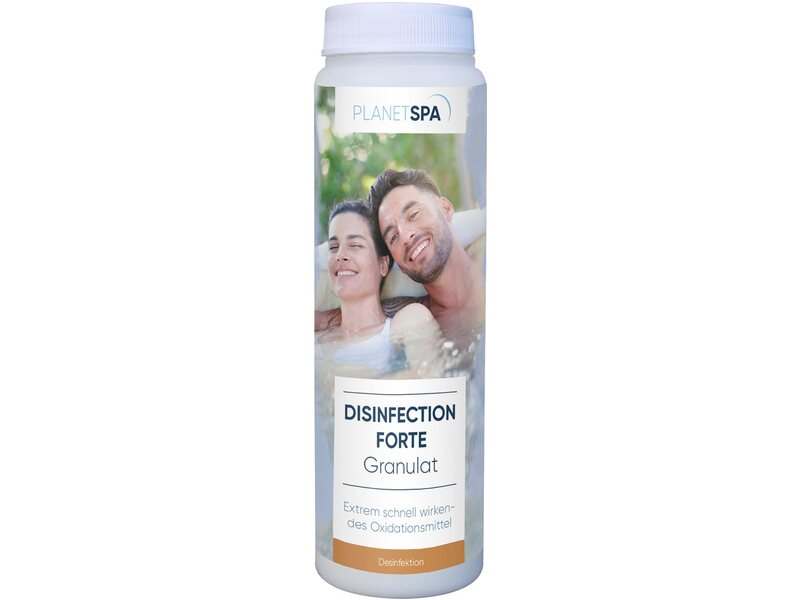 PLANETSPA
DISINFECTION
FORTE
Granulat
Extrem schnell wirken-
des Oxidationsmittel
Desinfektion